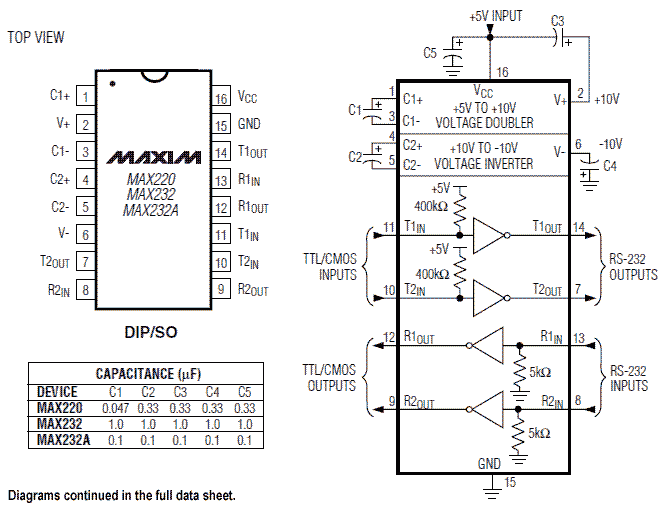 TOP VIEW
C1+ 1
V+ 2
C1- 3
C2+ 4
C2- 5
V- 6
T2OUT 7
R2IN 8
16 VCC
15 GND
14 T1OUT
13 R1IN
12 R1OUT
11 T1IN
10 T2IN
9 R2OUT
MAXIM
MAX220
MAX232
MAX232A
DIP/SO
CAPACITANCE (μF)
DEVICE C1 C2 C3 C4 C5
MAX220 0.047 0.33 0.33 0.33 0.33
MAX232 1.0 1.0 1.0 1.0 1.0
MAX232A 0.1 0.1 0.1 0.1 0.1
Diagrams continued in the full data sheet.
+5V INPUT
C3
C5 +
+
16
VCC
1 C1+
C1 +
3 C1-
+5V TO +10V
VOLTAGE DOUBLER
V+ 2 +10V
4 C2+
C2 +
5 C2-
+10V TO -10V
VOLTAGE INVERTER
V- 6 -10V
+ C4
+5V
400kΩ
11 T1IN
T1OUT 14
+5V
400kΩ
TTL/CMOS
INPUTS
RS-232
OUTPUTS
10 T2IN
T2OUT 7
12 R1OUT
R1IN 13
5kΩ
TTL/CMOS
OUTPUTS
RS-232
INPUTS
9 R2OUT
R2IN 8
5kΩ
GND
15